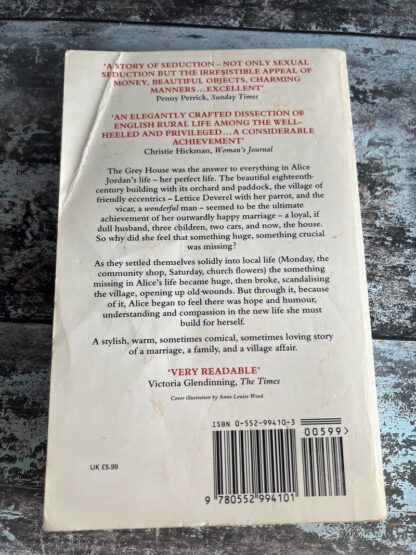 'A STORY OF SEDUCTION – NOT ONLY SEXUAL
SEDUCTION BUT THE IRRESISTIBLE APPEAL OF
MONEY, BEAUTIFUL OBJECTS, CHARMING
MANNERS...EXCELLENT'
Penny Perrick, Sunday Times
'AN ELEGANTLY CRAFTED DISSECTION OF
ENGLISH RURAL LIFE AMONG THE WELL-
HEELED AND PRIVILEGED...A CONSIDERABLE
ACHIEVEMENT'
Christie Hickman, Woman's Journal
The Grey House was the answer to everything in Alice
Jordan's life – her perfect life. The beautiful eighteenth-
century building with its orchard and paddock, the village of
friendly eccentrics – Lettice Deverel with her parrot, and the
vicar, a wonderful man – seemed to be the ultimate
achievement of her outwardly happy marriage – a loyal, if
dull husband, three children, two cars, and now, the house.
So why did she feel that something huge, something crucial
was missing?
As they settled themselves solidly into local life (Monday, the
community shop, Saturday, church flowers) the something
missing in Alice's life became huge, then broke, scandalising
the village, opening up old wounds. But through it, because
of it, Alice began to feel there was hope and humour,
understanding and compassion in the new life she must
build for herself.
A stylish, warm, sometimes comical, sometimes loving story
of a marriage, a family, and a village affair.
'VERY READABLE'
Victoria Glendinning, The Times
Cover illustration by Anna Louise Wood
ISBN 0-552-99410-3
00599>
UK £5.99
9 780552 994101